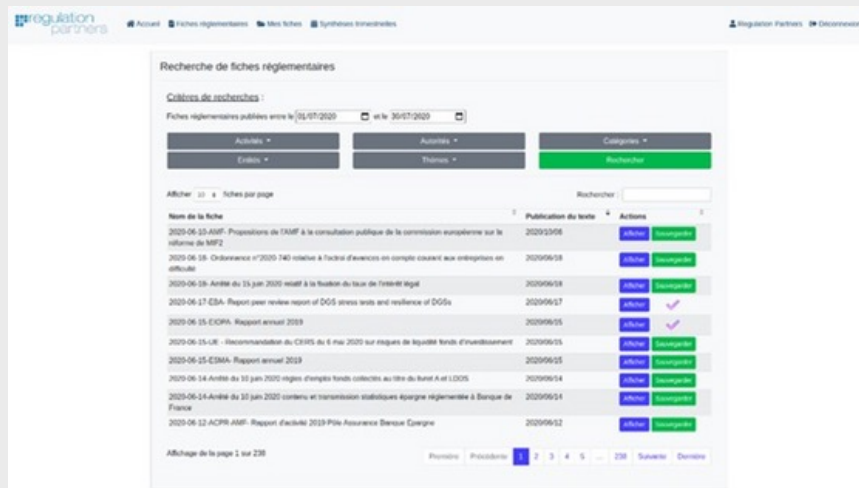 regulation
partners
Accueil Fiches réglementaires Mes fiches Synthèses trimestrielles
Regulation Partners Déconnexion
Recherche de fiches réglementaires
Critères de recherches :
Fiches réglementaires publiées entre le 01/07/2020 et le 30/07/2020
Activités Autorités Catégories
Entités Thèmes Rechercher
Afficher 10 fiches par page Rechercher :
Nom de la fiche Publication du texte Actions
2020-06-10-AMF- Propositions de l'AMF à la consultation publique de la commission européenne sur la 2020/10/06 Afficher Sauvegarder
réforme de MIF2
2020-06-18- Ordonnance n°2020-740 relative à l'octroi d'avances en compte courant aux entreprises en 2020/06/18 Afficher Sauvegarder
difficulté
2020-06-18- Arrêté du 15 juin 2020 relatif à la fixation du taux de l'intérêt légal 2020/06/18 Afficher Sauvegarder
2020-06-17-EBA- Report peer review report of DGS stress tests and resilience of DGSs 2020/06/17 Afficher
2020-06-15-EIOPA- Rapport annuel 2019 2020/06/15 Afficher
2020-06-15-UE - Recommandation du CERS du 6 mai 2020 sur risques de liquidité fonds d'investissement 2020/06/15 Afficher Sauvegarder
2020-06-15-ESMA- Rapport annuel 2019 2020/06/15 Afficher Sauvegarder
2020-06-14-Arrêté du 10 juin 2020 règles d'emploi fonds collectés au titre du livret A et LDDS 2020/06/14 Afficher Sauvegarder
2020-06-14-Arrêté du 10 juin 2020 contenu et transmission statistiques épargne réglementée à Banque de 2020/06/14 Afficher Sauvegarder
France
2020-06-12-ACPR-AMF- Rapport d'activité 2019 Pôle Assurance Banque Epargne 2020/06/12 Afficher Sauvegarder
Affichage de la page 1 sur 238 Première Précédente 1 2 3 4 5 ... 238 Suivante Dernière